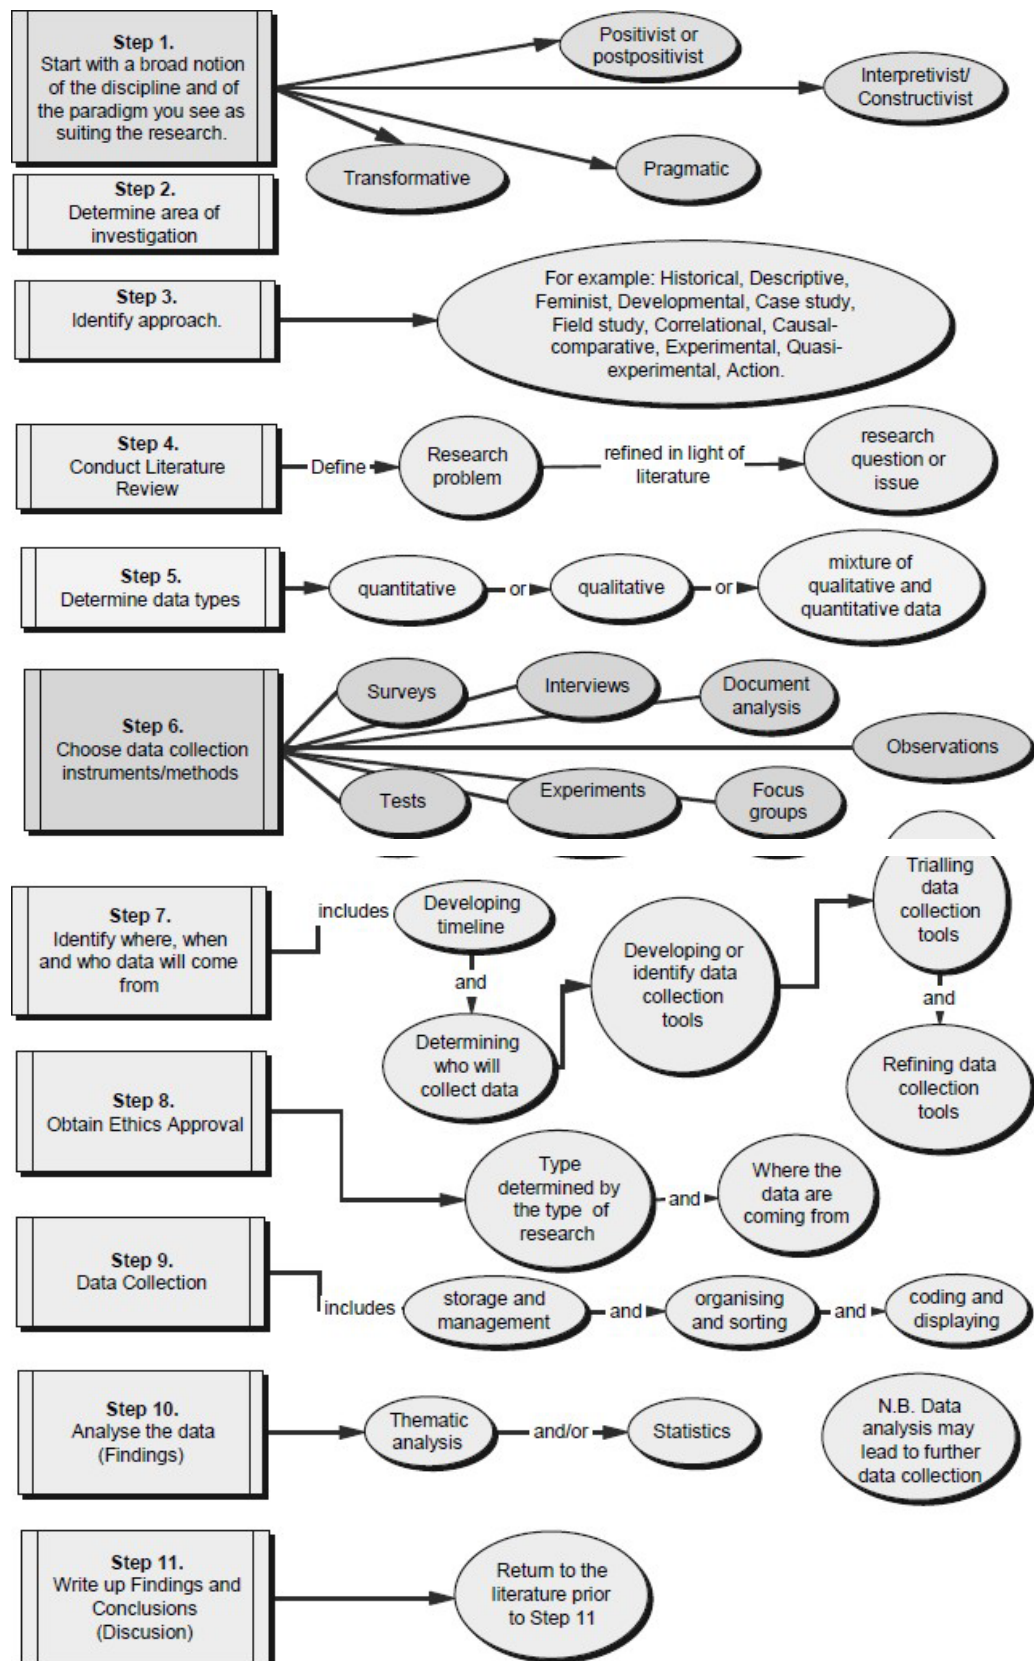 Step 1.
Start with a broad notion
of the discipline and of
the paradigm you see as
suiting the research.
Positivist or
postpositivist
Interpretivist/
Constructivist
Transformative
Pragmatic
Step 2.
Determine area of
investigation
Step 3.
Identify approach.
For example: Historical, Descriptive,
Feminist, Developmental, Case study,
Field study, Correlational, Causal-
comparative, Experimental, Quasi-
experimental, Action.
Step 4.
Conduct Literature
Review
Define
Research
problem
refined in light of
literature
research
question or
issue
Step 5.
Determine data types
quantitative
or
qualitative
or
mixture of
qualitative and
quantitative data
Step 6.
Choose data collection
instruments/methods
Surveys
Interviews
Document
analysis
Observations
Tests
Experiments
Focus
groups
Step 7.
Identify where, when
and who data will come
from
includes
Developing
timeline
and
Determining
who will
collect data
Developing or
identify data
collection
tools
Trialling
data
collection
tools
and
Refining data
collection
tools
Step 8.
Obtain Ethics Approval
Type
determined by
the type of
research
and
Where the
data are
coming from
Step 9.
Data Collection
includes
storage and
management
and
organising
and sorting
and
coding and
displaying
Step 10.
Analyse the data
(Findings)
Thematic
analysis
and/or
Statistics
N.B. Data
analysis may
lead to further
data collection
Step 11.
Write up Findings and
Conclusions
(Discussion)
Return to the
literature prior
to Step 11